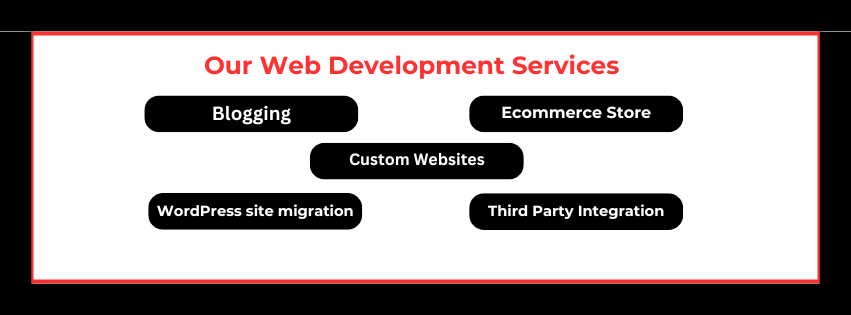 Our Web Development Services
Blogging
Ecommerce Store
Custom Websites
WordPress site migration
Third Party Integration